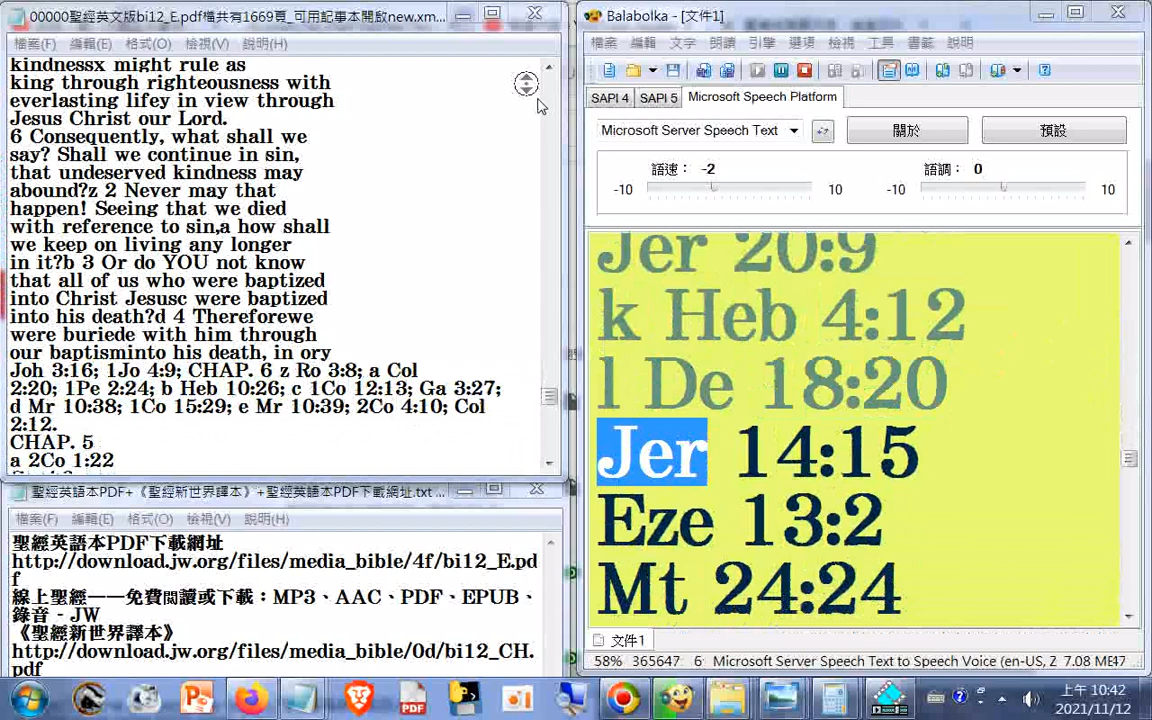 00000聖經英文版bi12_E.pdf檔共有1669頁_可用記事本開啟new.xm...
檔案(F) 編輯(E) 格式(O) 檢視(V) 說明(H)
kindnessx might rule as
king through righteousness with
everlasting lifey in view through
Jesus Christ our Lord.
6 Consequently, what shall we
say? Shall we continue in sin,
that undeserved kindness may
abound?z 2 Never may that
happen! Seeing that we died
with reference to sin,a how shall
we keep on living any longer
in it?b 3 Or do YOU not know
that all of us who were baptized
into Christ Jesusc were baptized
into his death?d 4 Thereforewe
were buriede with him through
our baptisminto his death, in ory
Joh 3:16; 1Jo 4:9; CHAP. 6 z Ro 3:8; a Col
2:20; 1Pe 2:24; b Heb 10:26; c 1Co 12:13; Ga 3:27;
d Mr 10:38; 1Co 15:29; e Mr 10:39; 2Co 4:10; Col
2:12.
CHAP. 5
a 2Co 1:22
聖經英語本PDF+《聖經新世界譯本》+聖經英語本PDF下載網址.txt ...
檔案(F) 編輯(E) 格式(O) 檢視(V) 說明(H)
聖經英語本PDF下載網址
http://download.jw.org/files/media_bible/4f/bi12_E.pd
f
線上聖經——免費閱讀或下載：MP3、AAC、PDF、EPUB、
錄音 - JW
《聖經新世界譯本》
http://download.jw.org/files/media_bible/0d/bi12_CH.
pdf
Balabolka - [文件1]
檔案 編輯 文字 朗讀 引擎 選項 檢視 工具 書籤 說明
SAPI 4 SAPI 5 Microsoft Speech Platform
Microsoft Server Speech Text 關於 預設
語速： -2 語調： 0
-10 10 -10 10
Jer 20:9
k Heb 4:12
l De 18:20
Jer 14:15
Eze 13:2
Mt 24:24
文件1
58% 365647 6: Microsoft Server Speech Text to Speech Voice (en-US, Z 7.08 ME47
上午 10:42
2021/11/12